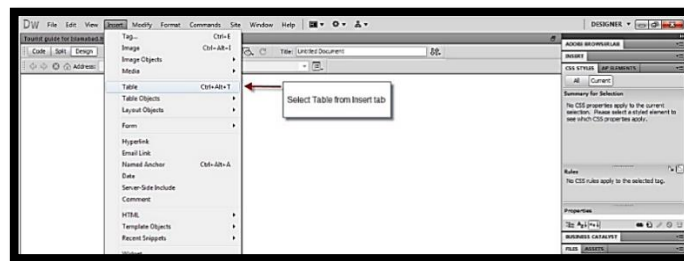 DW File Edit View Insert Modify Format Commands Site Window Help DESIGNER
Tourist guide for Islamabad.h
Code Split Design Title: Untitled Document
Address:
Tag... Ctrl+E
Image Ctrl+Alt+I
Image Objects
Media
Table Ctrl+Alt+T
Table Objects
Layout Objects
Form
Hyperlink
Email Link
Named Anchor Ctrl+Alt+A
Date
Server-Side Include
Comment
HTML
Template Objects
Recent Snippets
Widget
Select Table from Insert tab
ADOBE BROWSERLAB
INSERT
CSS STYLES AP ELEMENTS
All Current
Summary for Selection
No CSS properties apply to the current
selection. Please select a styled element to
see which CSS properties apply.
Rules
No CSS rules apply to the selected tag.
Properties
BUSINESS CATALYST
FILES ASSETS